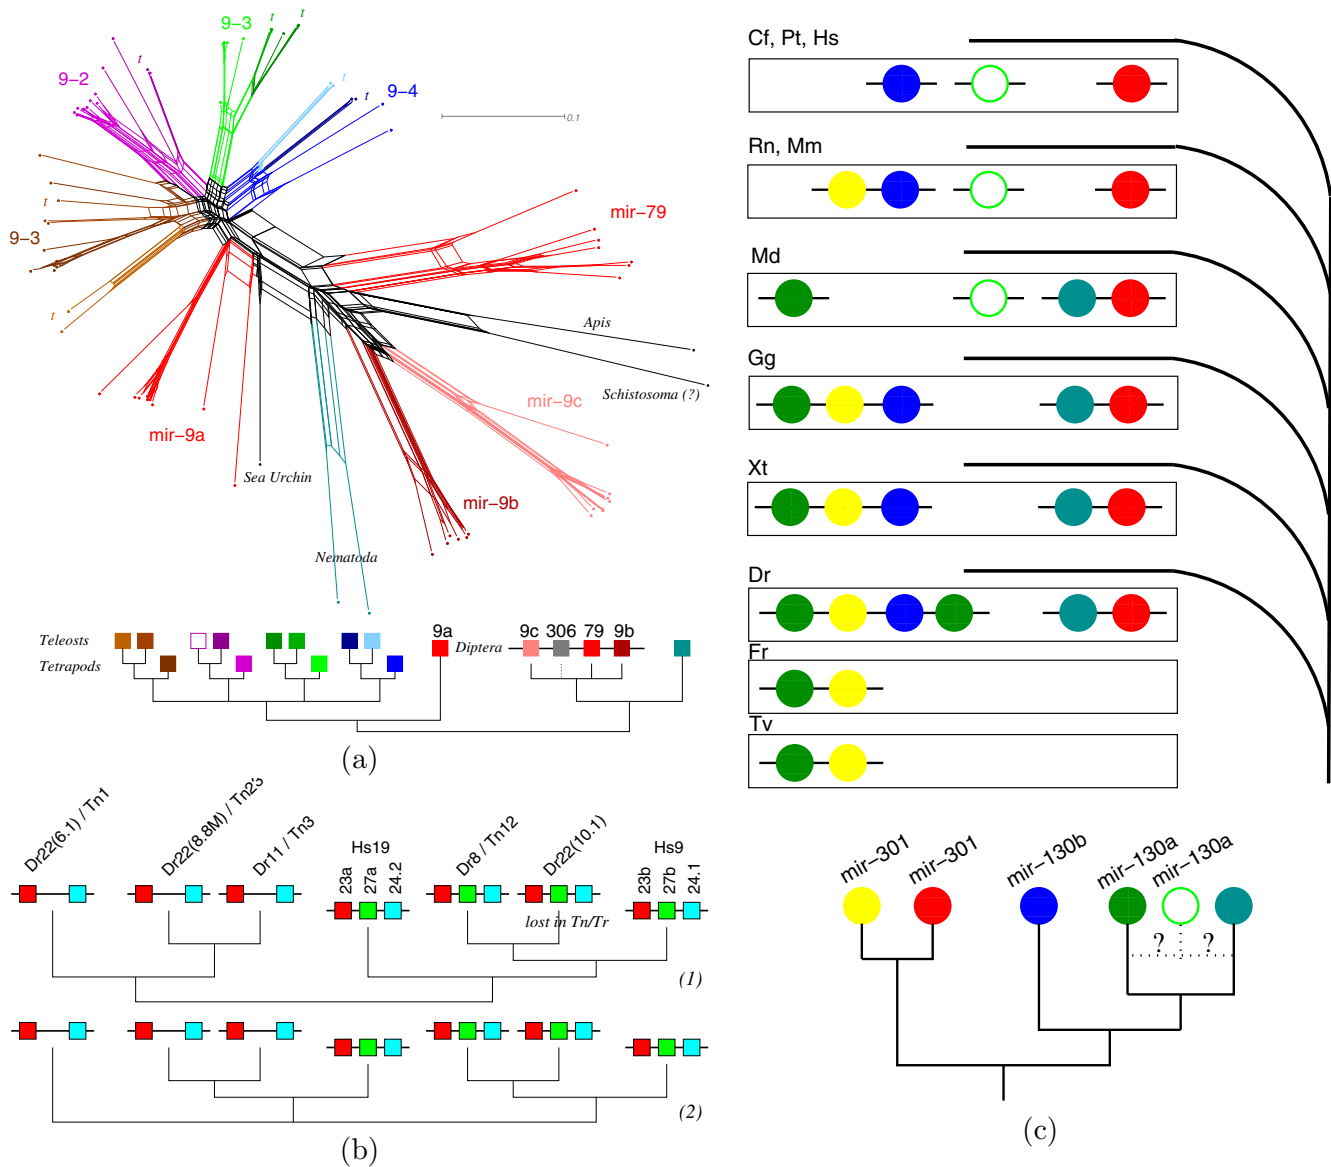 t
t
9−3
t
9−2
t
t
9−4
0.1
t
9−3
t
mir−79
Apis
Schistosoma (?)
mir−9c
mir−9a
Sea Urchin
mir−9b
Nematoda
Teleosts
Tetrapods
9a
Diptera
9c 306 79 9b
(a)
Dr22(6.1) / Tn1
Dr22(8.8M) / Tn23
Dr11 / Tn3
Hs19
23a
27a
24.2
Dr8 / Tn12
Dr22(10.1)
lost in Tn/Tr
Hs9
23b
27b
24.1
(1)
(2)
(b)
Cf, Pt, Hs
Rn, Mm
Md
Gg
Xt
Dr
Fr
Tv
mir−301
mir−301
mir−130b
mir−130a
mir−130a
? ?
(c)